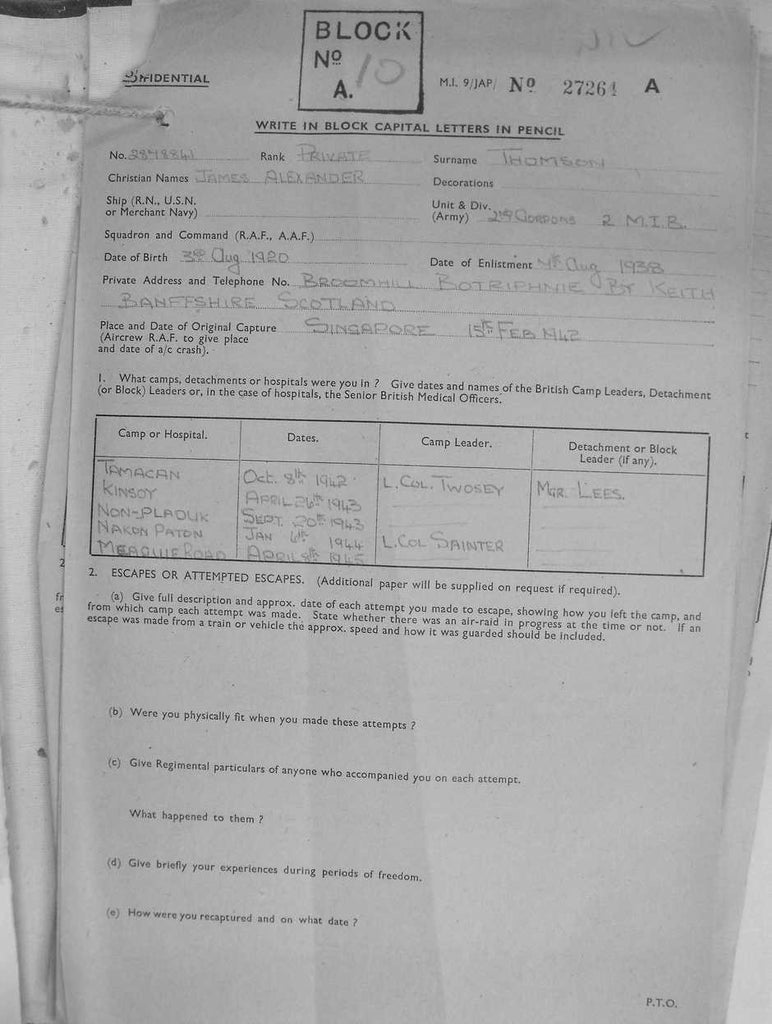 BLOCK
Nº 10
A.
CONFIDENTIAL
M.I. 9/JAP/ Nº 27264 A
WRITE IN BLOCK CAPITAL LETTERS IN PENCIL
No. 2878841 Rank PRIVATE Surname THOMSON
Christian Names JAMES ALEXANDER Decorations
Ship (R.N., U.S.N. or Merchant Navy) Unit & Div. (Army) 2ND GORDONS 2 M.I.B.
Squadron and Command (R.A.F., A.A.F.)
Date of Birth 3RD Aug 1920 Date of Enlistment Aug 1938
Private Address and Telephone No. BROOMHILL BOTRIPHNIE BY KEITH
BANFFSHIRE SCOTLAND
Place and Date of Original Capture SINGAPORE 15TH FEB 1942
(Aircrew R.A.F. to give place
and date of a/c crash).
1. What camps, detachments or hospitals were you in ? Give dates and names of the British Camp Leaders, Detachment
(or Block) Leaders or, in the case of hospitals, the Senior British Medical Officers.
Camp or Hospital. Dates. Camp Leader. Detachment or Block Leader (if any).
TAMACAN Oct. 8th 1942 L. COL. TWOSEY MGR. LEES.
KINSOY APRIL 26th 1943
NON-PLADUK SEPT. 20th 1943
NAKON PATON JAN 6th 1944 L. COL SAINTER
MERQUIE ROAD APRIL 8th 1945
2. ESCAPES OR ATTEMPTED ESCAPES. (Additional paper will be supplied on request if required).
(a) Give full description and approx. date of each attempt you made to escape, showing how you left the camp, and
from which camp each attempt was made. State whether there was an air-raid in progress at the time or not. If an
escape was made from a train or vehicle the approx. speed and how it was guarded should be included.
(b) Were you physically fit when you made these attempts ?
(c) Give Regimental particulars of anyone who accompanied you on each attempt.
What happened to them ?
(d) Give briefly your experiences during periods of freedom.
(e) How were you recaptured and on what date ?
P.T.O.